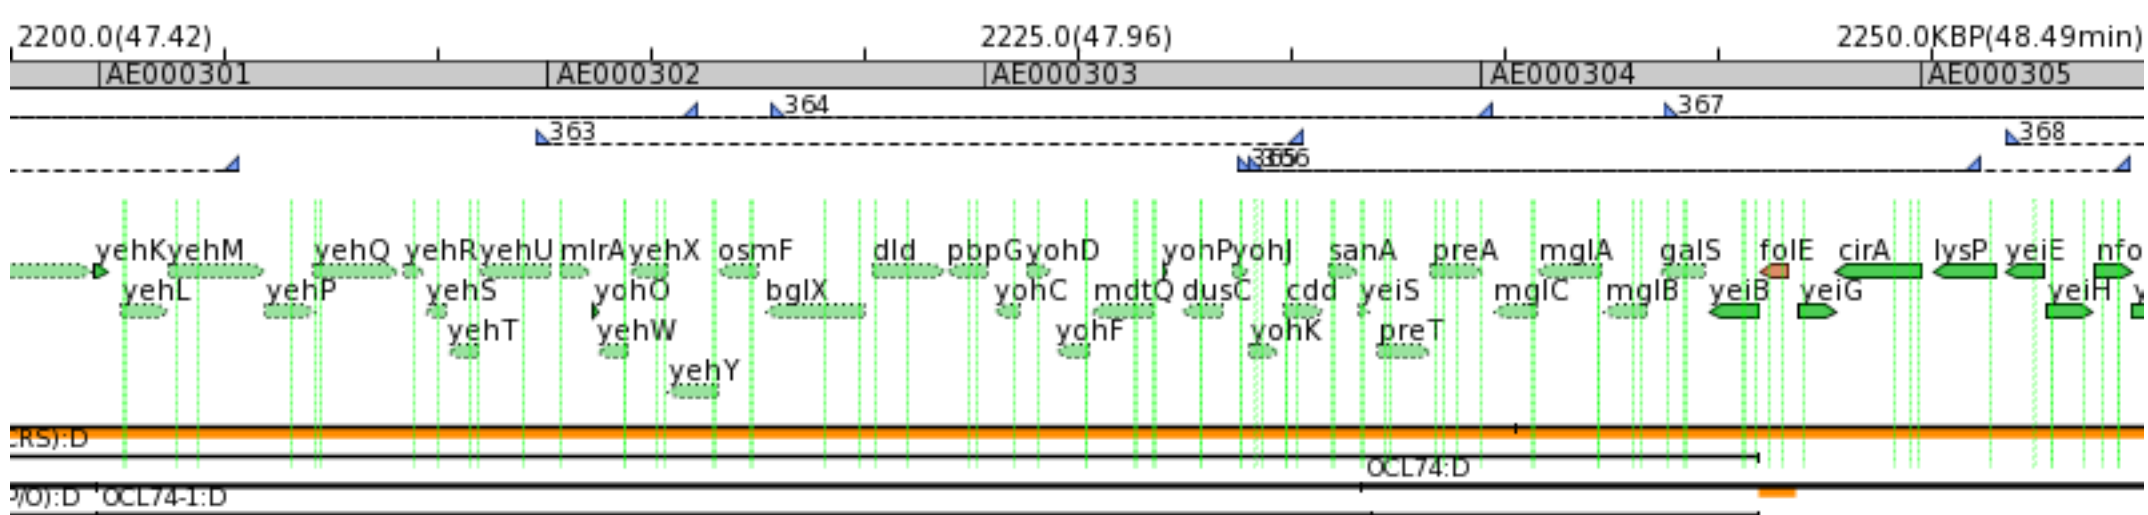 2200.0(47.42) 2225.0(47.96) 2250.0KBP(48.49min)
AE000301 AE000302 AE000303 AE000304 AE000305
364 367
363 368
yehK yehM yehQ yehR yehU mlrA yehX osmF dld pbpG yohD yohP yohJ sanA preA mglA galS folE cirA lysP yeiE nfo
yehL yehP yehS yohO bglX yohC mdtQ dusC cdd yeiS mglC mglB yeiB yeiG yeiH
yehT yehW yohF yohK preT
yehY
CRS):D
OCL74:D
P/O):D OCL74-1:D